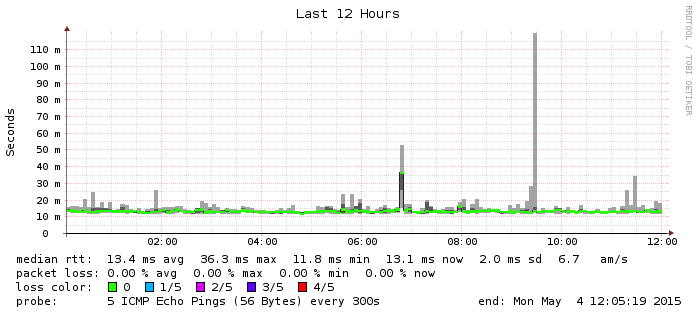 Last 12 Hours
RRDTOOL / TOBI OETIKER
Seconds
110 m
100 m
90 m
80 m
70 m
60 m
50 m
40 m
30 m
20 m
10 m
0
02:00 04:00 06:00 08:00 10:00 12:00
median rtt: 13.4 ms avg 36.3 ms max 11.8 ms min 13.1 ms now 2.0 ms sd 6.7 am/s
packet loss: 0.00 % avg 0.00 % max 0.00 % min 0.00 % now
loss color: 0 1/5 2/5 3/5 4/5
probe: 5 ICMP Echo Pings (56 Bytes) every 300s end: Mon May 4 12:05:19 2015